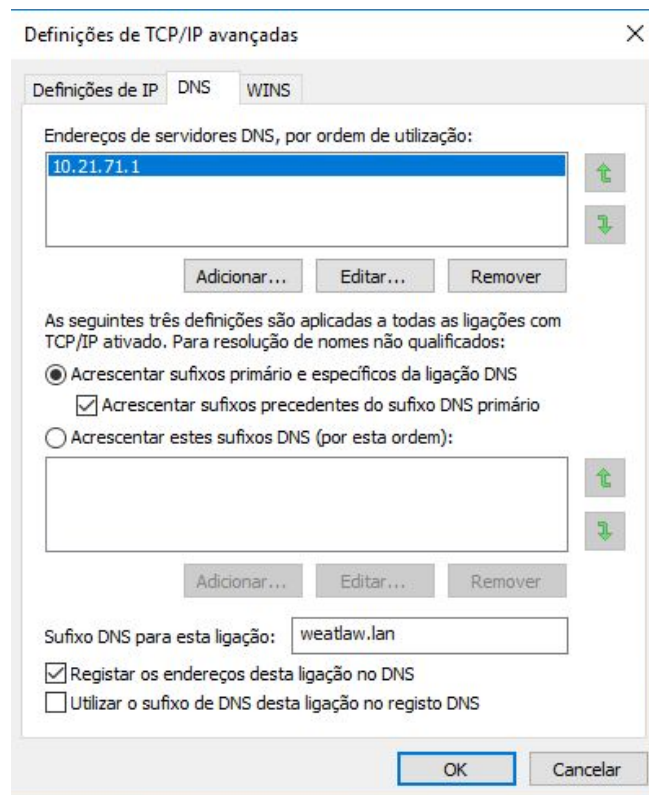 Definições de TCP/IP avançadas
Definições de IP DNS WINS
Endereços de servidores DNS, por ordem de utilização:
10.21.71.1
Adicionar... Editar... Remover
As seguintes três definições são aplicadas a todas as ligações com
TCP/IP ativado. Para resolução de nomes não qualificados:
Acrescentar sufixos primário e específicos da ligação DNS
Acrescentar sufixos precedentes do sufixo DNS primário
Acrescentar estes sufixos DNS (por esta ordem):
Adicionar... Editar... Remover
Sufixo DNS para esta ligação: weatlaw.lan
Registar os endereços desta ligação no DNS
Utilizar o sufixo de DNS desta ligação no registo DNS
OK Cancelar